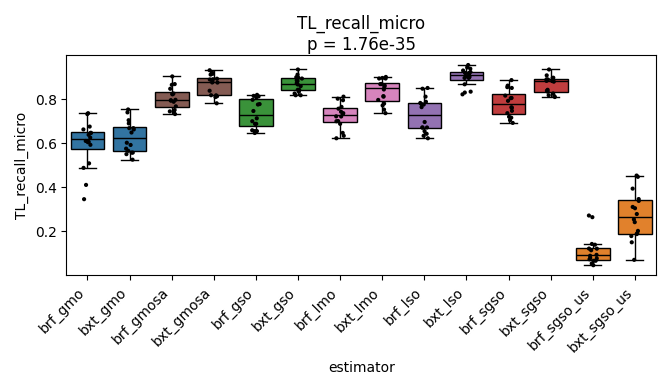 TL_recall_micro
p = 1.76e-35
TL_recall_micro
0.8
0.6
0.4
0.2
brf_gmo
bxt_gmo
brf_gmosa
bxt_gmosa
brf_gso
bxt_gso
brf_lmo
bxt_lmo
brf_lso
bxt_lso
brf_sgso
bxt_sgso
brf_sgso_us
bxt_sgso_us
estimator